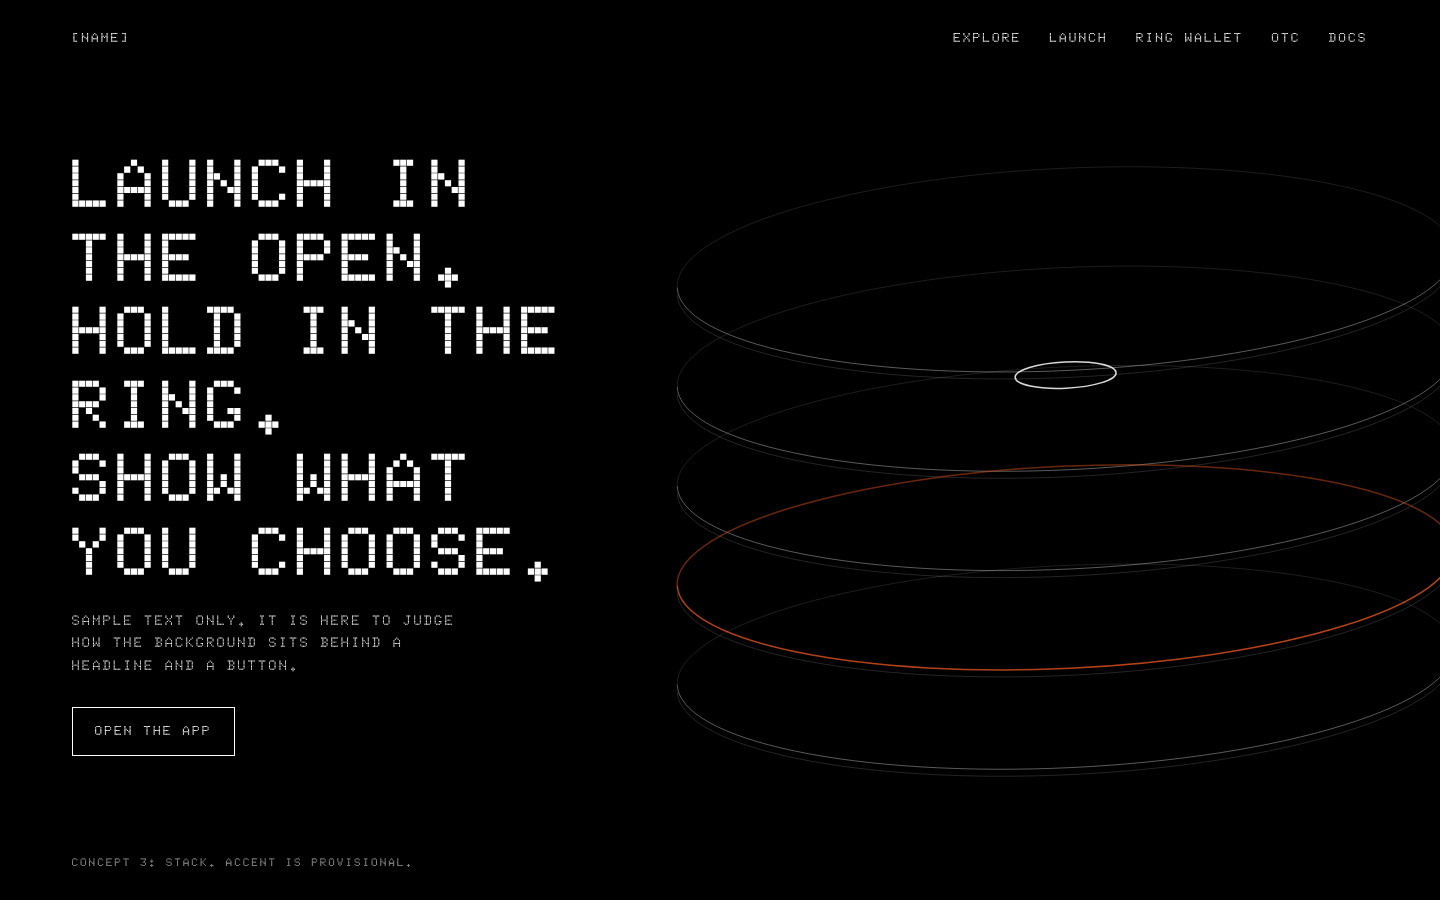 [NAME]
EXPLORE LAUNCH RING WALLET OTC DOCS
LAUNCH IN
THE OPEN.
HOLD IN THE
RING.
SHOW WHAT
YOU CHOOSE.
SAMPLE TEXT ONLY. IT IS HERE TO JUDGE
HOW THE BACKGROUND SITS BEHIND A
HEADLINE AND A BUTTON.
OPEN THE APP
CONCEPT 3: STACK. ACCENT IS PROVISIONAL.